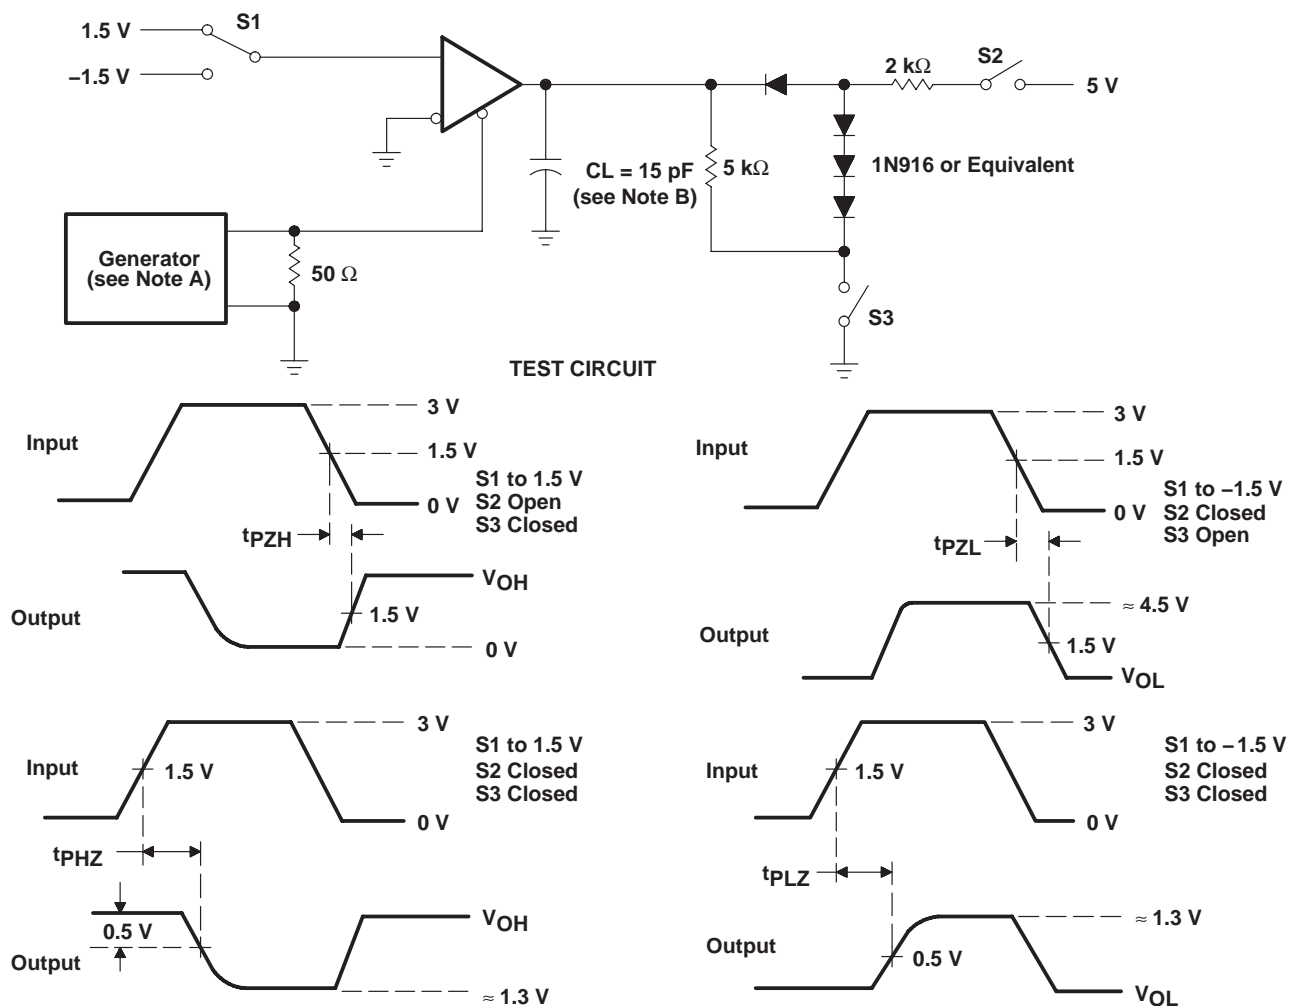 1.5 V
S1
–1.5 V
2 kΩ
S2
5 V
CL = 15 pF
(see Note B)
5 kΩ
1N916 or Equivalent
Generator
(see Note A)
50 Ω
S3
TEST CIRCUIT
Input
3 V
1.5 V
0 V
S1 to 1.5 V
S2 Open
S3 Closed
tPZH
Output
VOH
1.5 V
0 V
Input
3 V
1.5 V
0 V
S1 to –1.5 V
S2 Closed
S3 Open
tPZL
Output
≈ 4.5 V
1.5 V
VOL
Input
3 V
1.5 V
0 V
S1 to 1.5 V
S2 Closed
S3 Closed
tPHZ
0.5 V
Output
VOH
≈ 1.3 V
Input
3 V
1.5 V
0 V
S1 to –1.5 V
S2 Closed
S3 Closed
tPLZ
Output
≈ 1.3 V
0.5 V
VOL